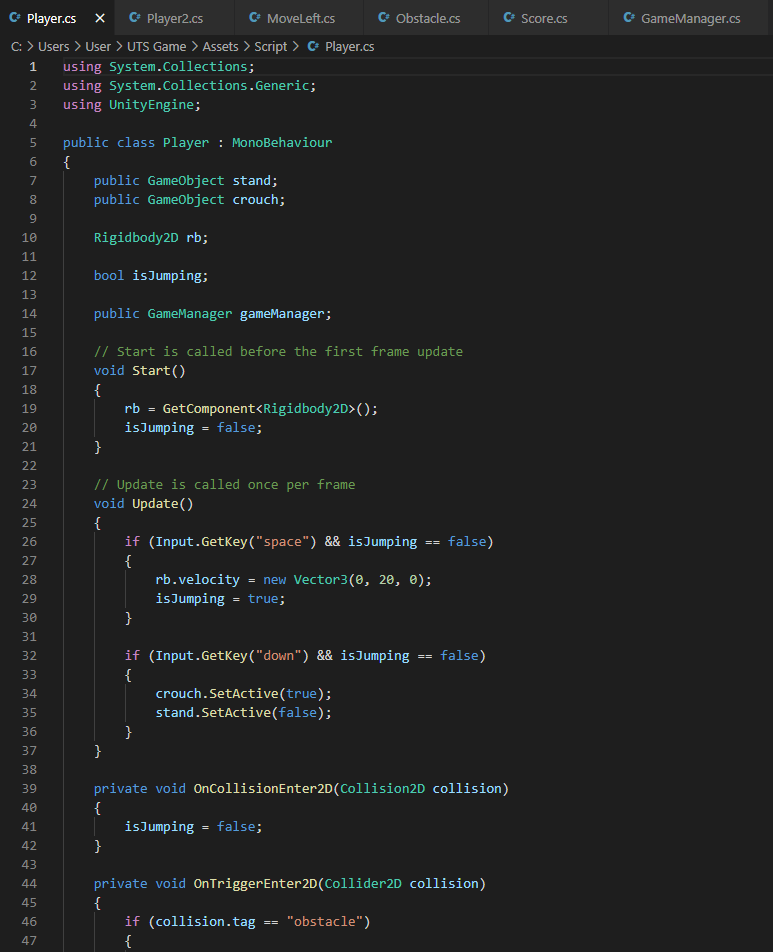 Player.cs
Player2.cs
MoveLeft.cs
Obstacle.cs
Score.cs
GameManager.cs
C: > Users > User > UTS Game > Assets > Script > Player.cs
1 using System.Collections;
2 using System.Collections.Generic;
3 using UnityEngine;
4
5 public class Player : MonoBehaviour
6 {
7     public GameObject stand;
8     public GameObject crouch;
9
10     Rigidbody2D rb;
11
12     bool isJumping;
13
14     public GameManager gameManager;
15
16     // Start is called before the first frame update
17     void Start()
18     {
19         rb = GetComponent<Rigidbody2D>();
20         isJumping = false;
21     }
22
23     // Update is called once per frame
24     void Update()
25     {
26         if (Input.GetKey("space") && isJumping == false)
27         {
28             rb.velocity = new Vector3(0, 20, 0);
29             isJumping = true;
30         }
31
32         if (Input.GetKey("down") && isJumping == false)
33         {
34             crouch.SetActive(true);
35             stand.SetActive(false);
36         }
37     }
38
39     private void OnCollisionEnter2D(Collision2D collision)
40     {
41         isJumping = false;
42     }
43
44     private void OnTriggerEnter2D(Collider2D collision)
45     {
46         if (collision.tag == "obstacle")
47         {